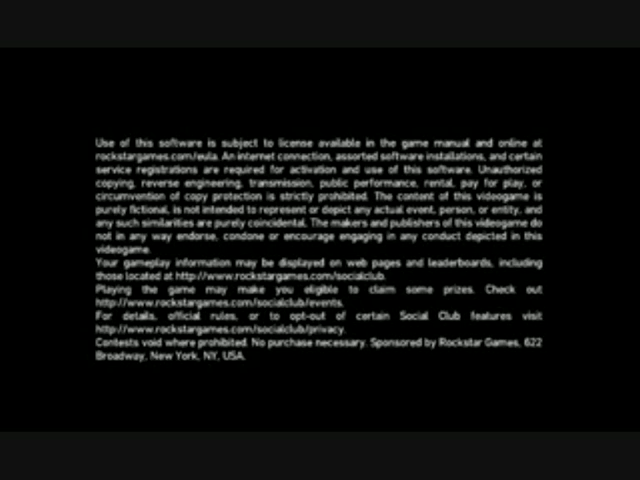 Use of this software is subject to license available in the game manual and online at
rockstargames.com/eula. An internet connection, assorted software installations, and certain
service registrations are required for activation and use of this software. Unauthorized
copying, reverse engineering, transmission, public performance, rental, pay for play, or
circumvention of copy protection is strictly prohibited. The content of this videogame is
purely fictional, is not intended to represent or depict any actual event, person, or entity, and
any such similarities are purely coincidental. The makers and publishers of this videogame do
not in any way endorse, condone or encourage engaging in any conduct depicted in this
videogame.
Your gameplay information may be displayed on web pages and leaderboards, including
those located at http://www.rockstargames.com/socialclub.
Playing the game may make you eligible to claim some prizes. Check out
http://www.rockstargames.com/socialclub/events.
For details, official rules, or to opt-out of certain Social Club features visit
http://www.rockstargames.com/socialclub/privacy.
Contests void where prohibited. No purchase necessary. Sponsored by Rockstar Games, 622
Broadway, New York, NY, USA.